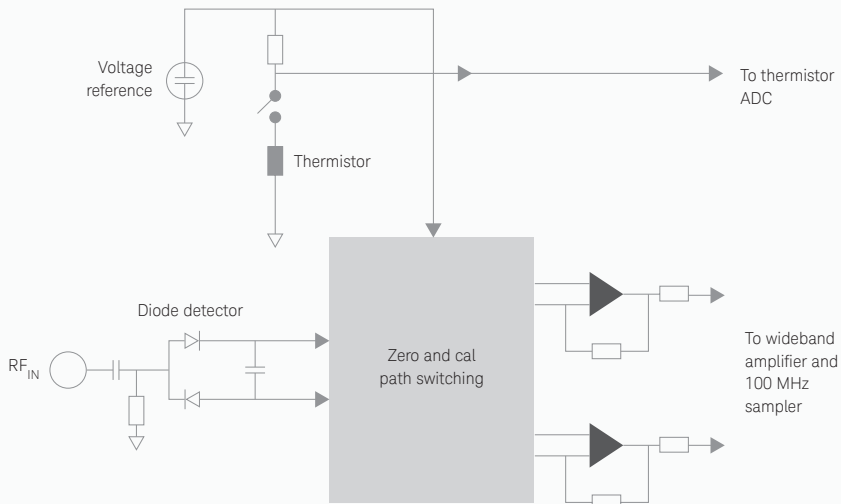 Voltage
reference
To thermistor
ADC
Thermistor
Diode detector
RF IN
Zero and cal
path switching
To wideband
amplifier and
100 MHz
sampler